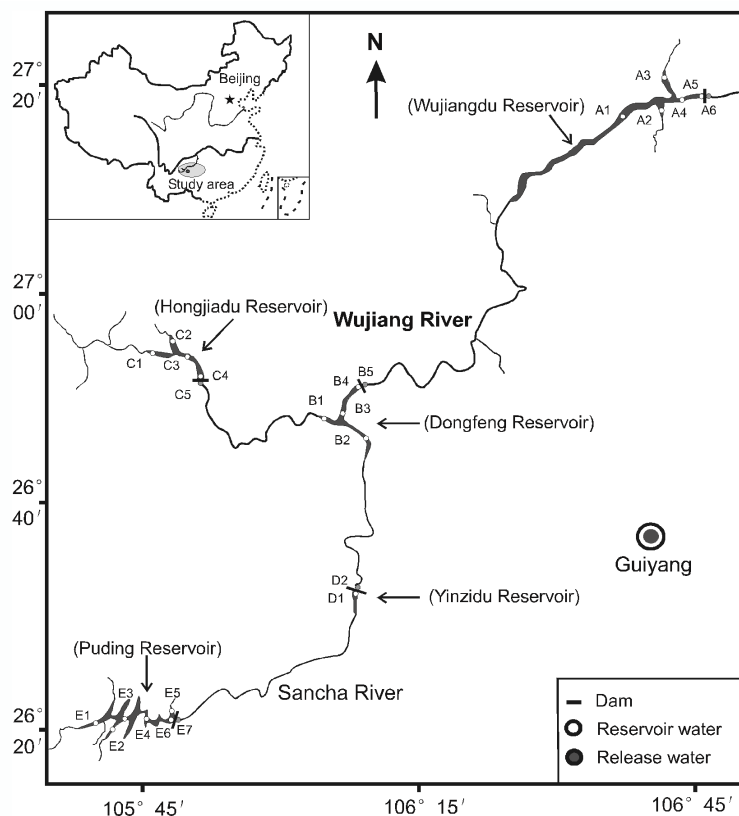 27°
20′
27°
00′
26°
40′
26°
20′
Beijing
Study area
N
(Wujiangdu Reservoir)
A3
A5
A1
A2
A4
A6
(Hongjiadu Reservoir)
Wujiang River
C2
C1
C3
C4
C5
B5
B4
B1
B3
B2
(Dongfeng Reservoir)
Guiyang
D2
D1
(Yinzidu Reservoir)
(Puding Reservoir)
Sancha River
E3
E5
E1
E2
E4
E6
E7
Dam
Reservoir water
Release water
105° 45′
106° 15′
106° 45′